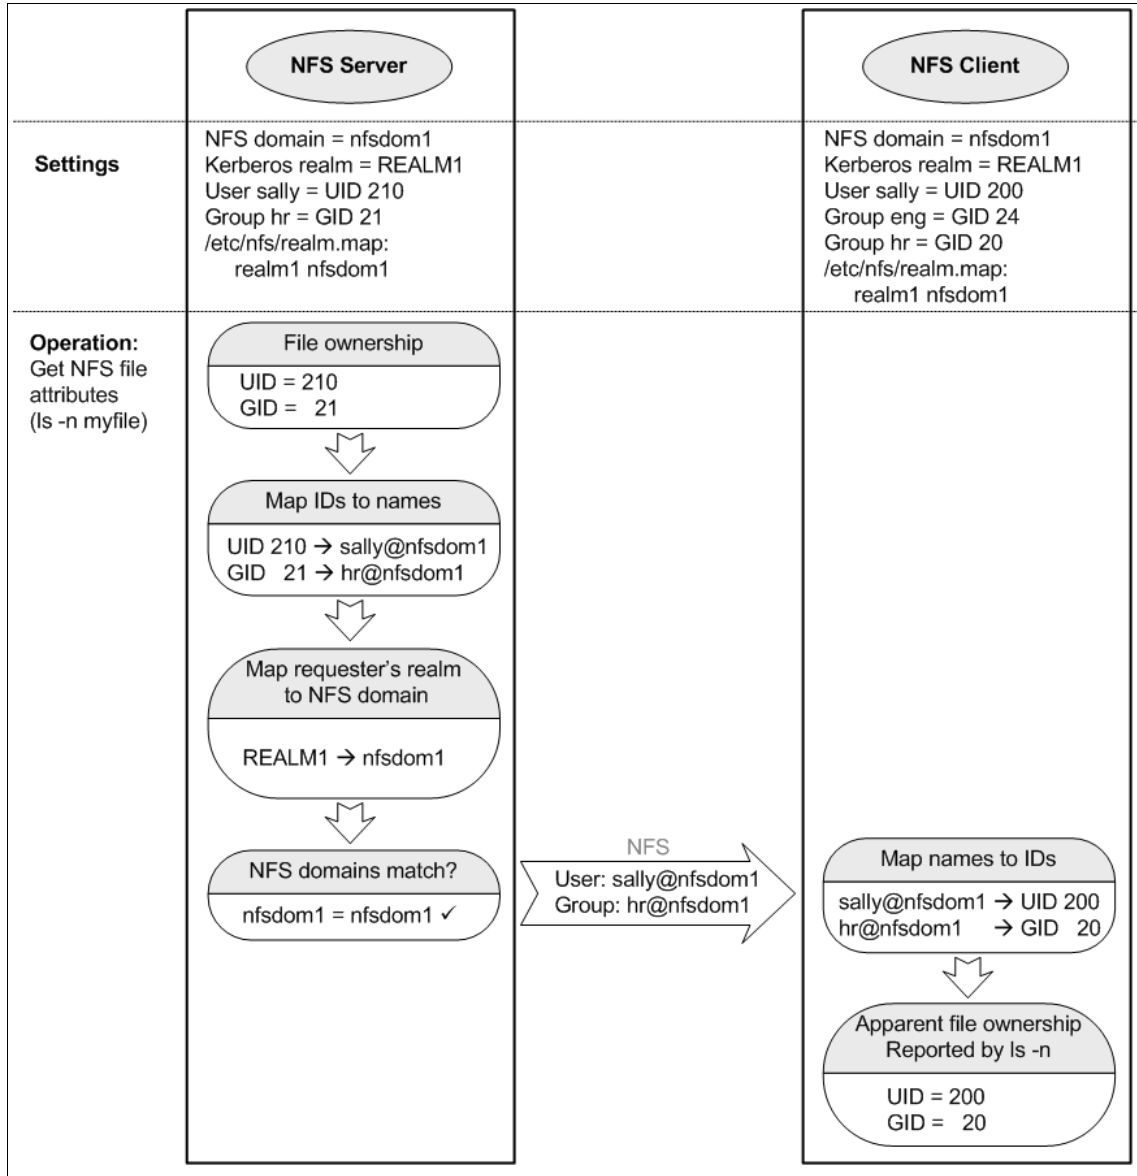 NFS Server
NFS Client
Settings
NFS domain = nfsdom1
Kerberos realm = REALM1
User sally = UID 210
Group hr = GID 21
/etc/nfs/realm.map:
realm1 nfsdom1
NFS domain = nfsdom1
Kerberos realm = REALM1
User sally = UID 200
Group eng = GID 24
Group hr = GID 20
/etc/nfs/realm.map:
realm1 nfsdom1
Operation:
Get NFS file
attributes
(ls -n myfile)
File ownership
UID = 210
GID = 21
Map IDs to names
UID 210 → sally@nfsdom1
GID 21 → hr@nfsdom1
Map requester's realm
to NFS domain
REALM1 → nfsdom1
NFS domains match?
nfsdom1 = nfsdom1 ✓
NFS
User: sally@nfsdom1
Group: hr@nfsdom1
Map names to IDs
sally@nfsdom1 → UID 200
hr@nfsdom1 → GID 20
Apparent file ownership
Reported by ls -n
UID = 200
GID = 20